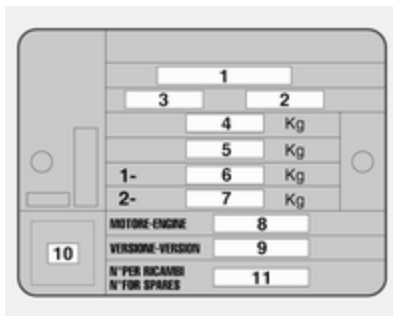 1
3 2
4 Kg
5 Kg
1- 6 Kg
2- 7 Kg
MOTORE-ENGINE 8
VERSIONE-VERSION 9
10
N° PER RICAMBI
N° FOR SPARES 11